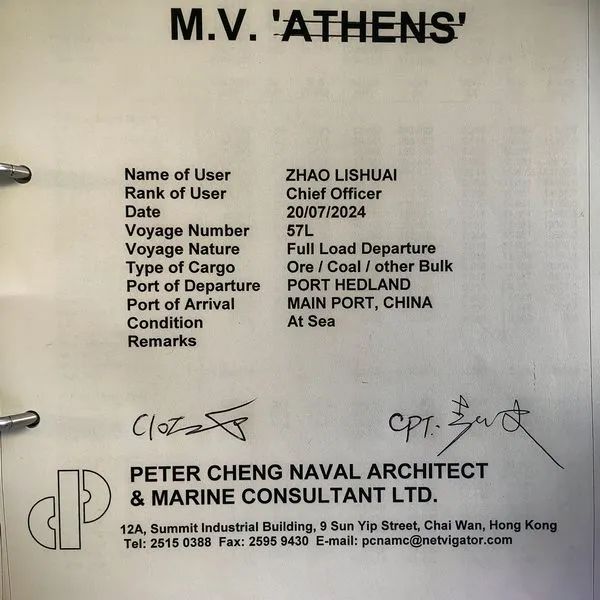 M.V. 'ATHENS'
Name of User ZHAO LISHUAI
Rank of User Chief Officer
Date 20/07/2024
Voyage Number 57L
Voyage Nature Full Load Departure
Type of Cargo Ore / Coal / other Bulk
Port of Departure PORT HEDLAND
Port of Arrival MAIN PORT, CHINA
Condition At Sea
Remarks
CPT.
PETER CHENG NAVAL ARCHITECT
& MARINE CONSULTANT LTD.
12A, Summit Industrial Building, 9 Sun Yip Street, Chai Wan, Hong Kong
Tel: 2515 0388 Fax: 2595 9430 E-mail: pcnamc@netvigator.com